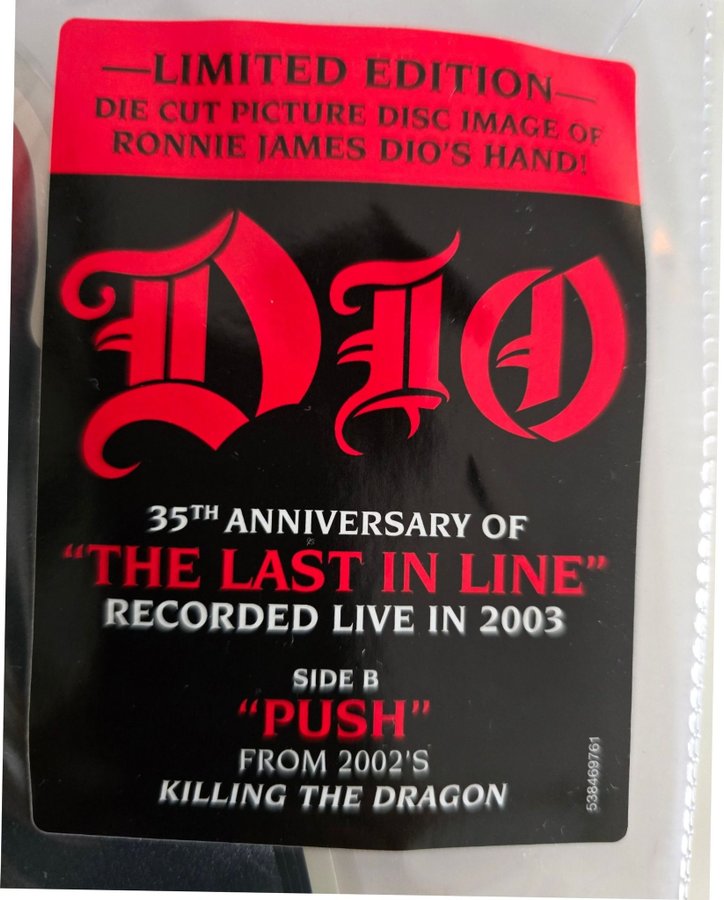 —LIMITED EDITION—
DIE CUT PICTURE DISC IMAGE OF
RONNIE JAMES DIO'S HAND!
DIO
35TH ANNIVERSARY OF
“THE LAST IN LINE”
RECORDED LIVE IN 2003
SIDE B
“PUSH”
FROM 2002'S
KILLING THE DRAGON
538469761